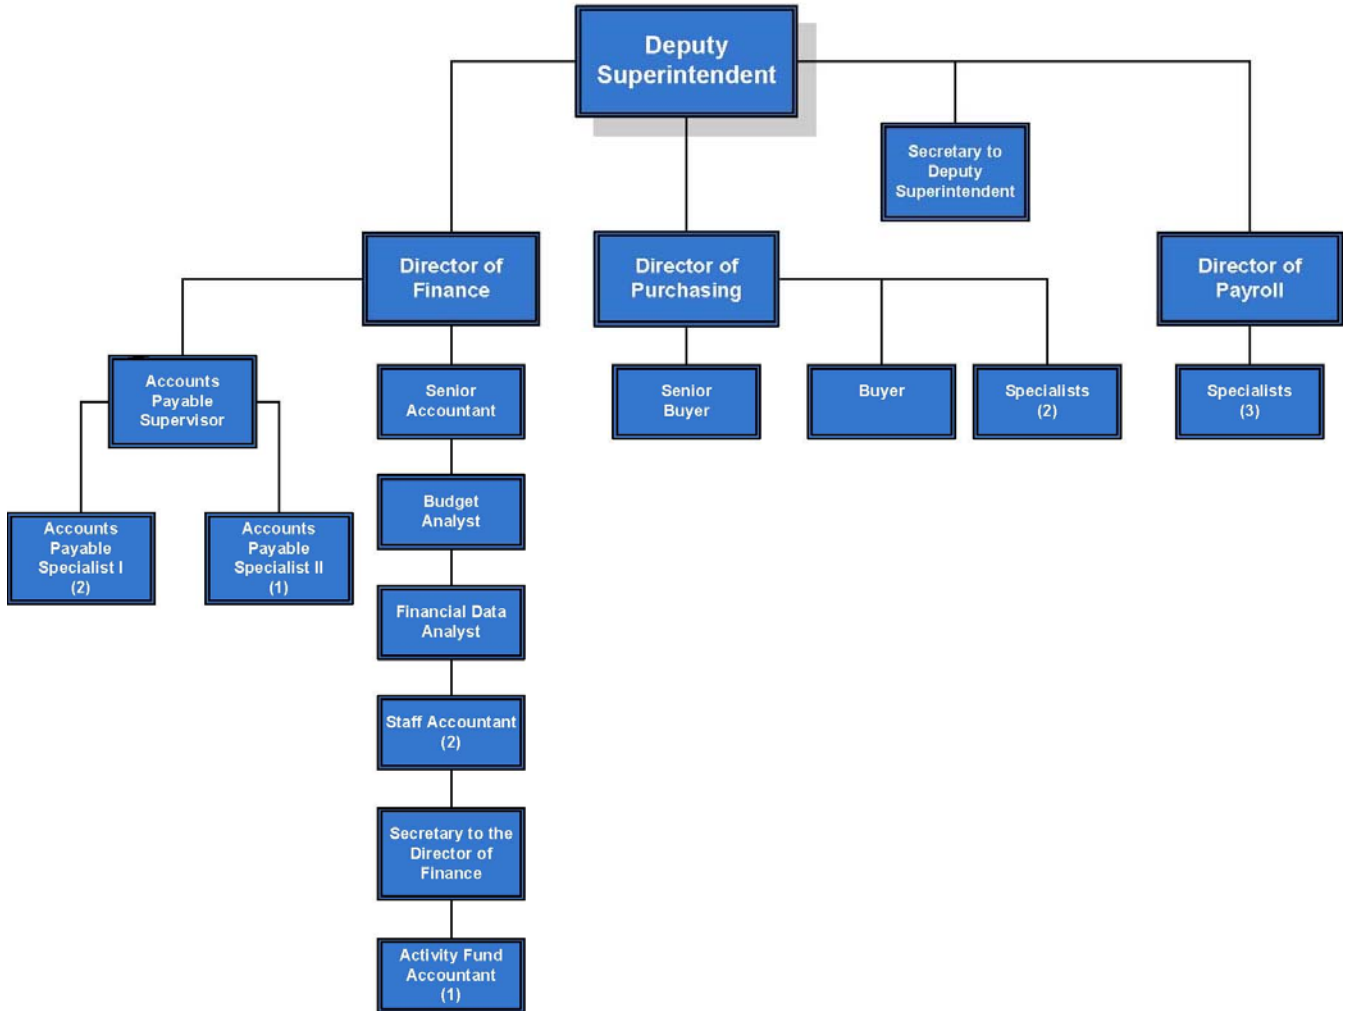 Deputy
Superintendent
Secretary to
Deputy
Superintendent
Director of
Finance
Director of
Purchasing
Director of
Payroll
Accounts
Payable
Supervisor
Senior
Accountant
Senior
Buyer
Buyer
Specialists
(2)
Specialists
(3)
Budget
Analyst
Accounts
Payable
Specialist I
(2)
Accounts
Payable
Specialist II
(1)
Financial Data
Analyst
Staff Accountant
(2)
Secretary to the
Director of
Finance
Activity Fund
Accountant
(1)